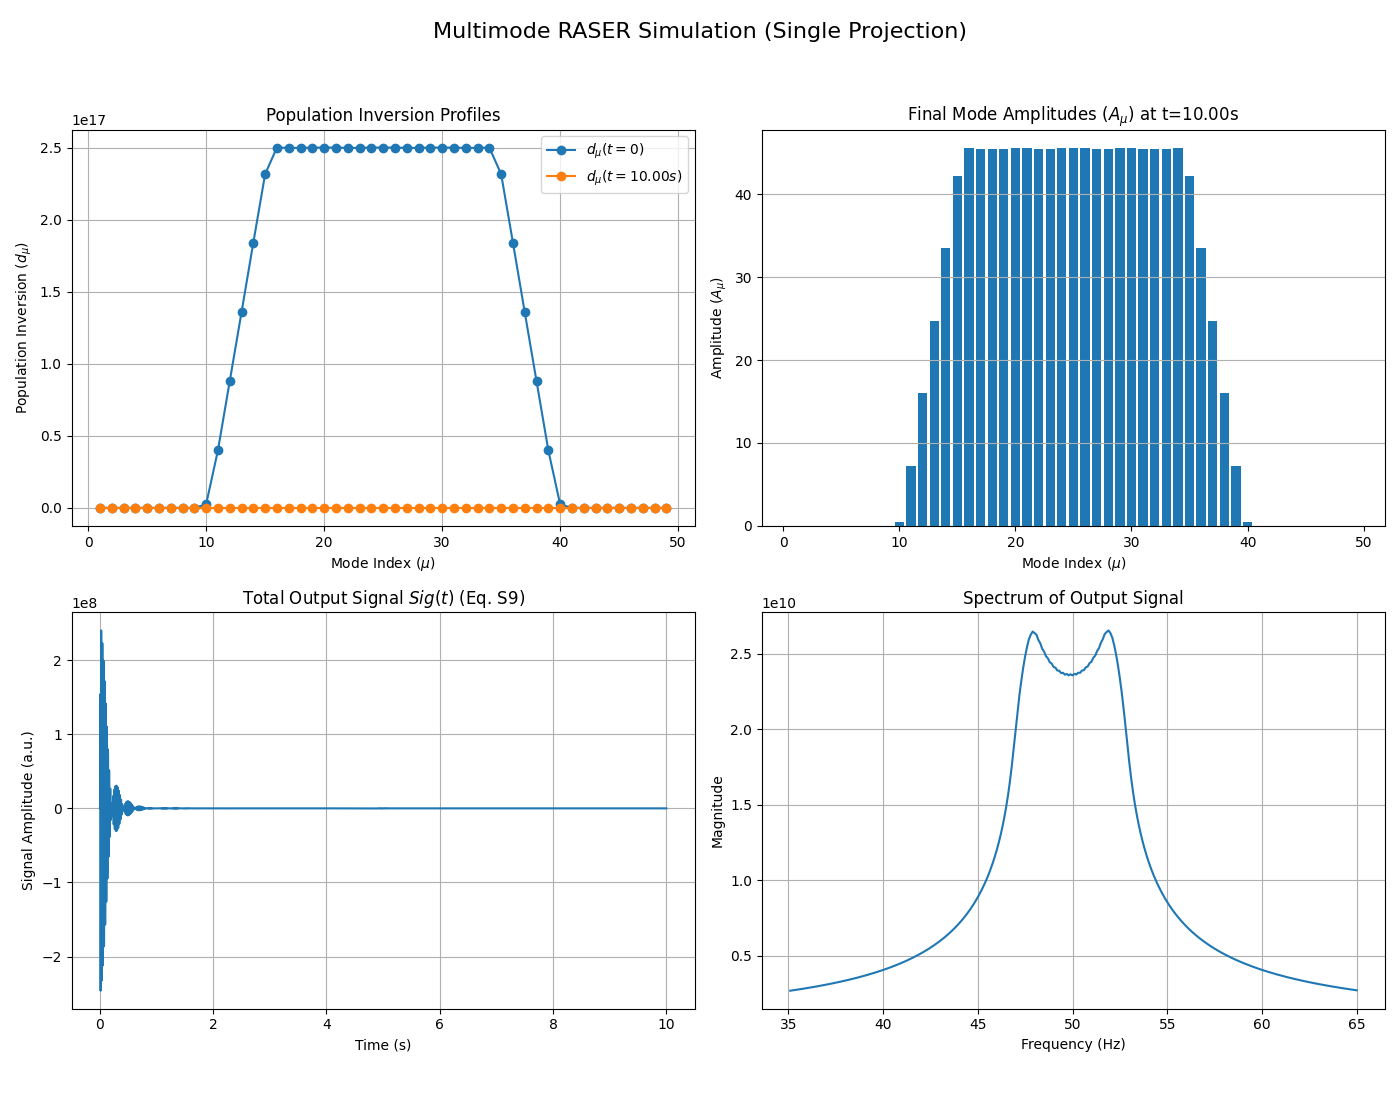 Multimode RASER Simulation (Single Projection)
Population Inversion Profiles
1e17
2.5
2.0
1.5
1.0
0.5
0.0
Population Inversion (dμ)
dμ(t = 0)
dμ(t = 10.00s)
0 10 20 30 40 50
Mode Index (μ)
Final Mode Amplitudes (Aμ) at t=10.00s
40
30
20
10
0
Amplitude (Aμ)
0 10 20 30 40 50
Mode Index (μ)
Total Output Signal Sig(t) (Eq. S9)
1e8
2
1
0
−1
−2
Signal Amplitude (a.u.)
0 2 4 6 8 10
Time (s)
Spectrum of Output Signal
1e10
2.5
2.0
1.5
1.0
0.5
Magnitude
35 40 45 50 55 60 65
Frequency (Hz)